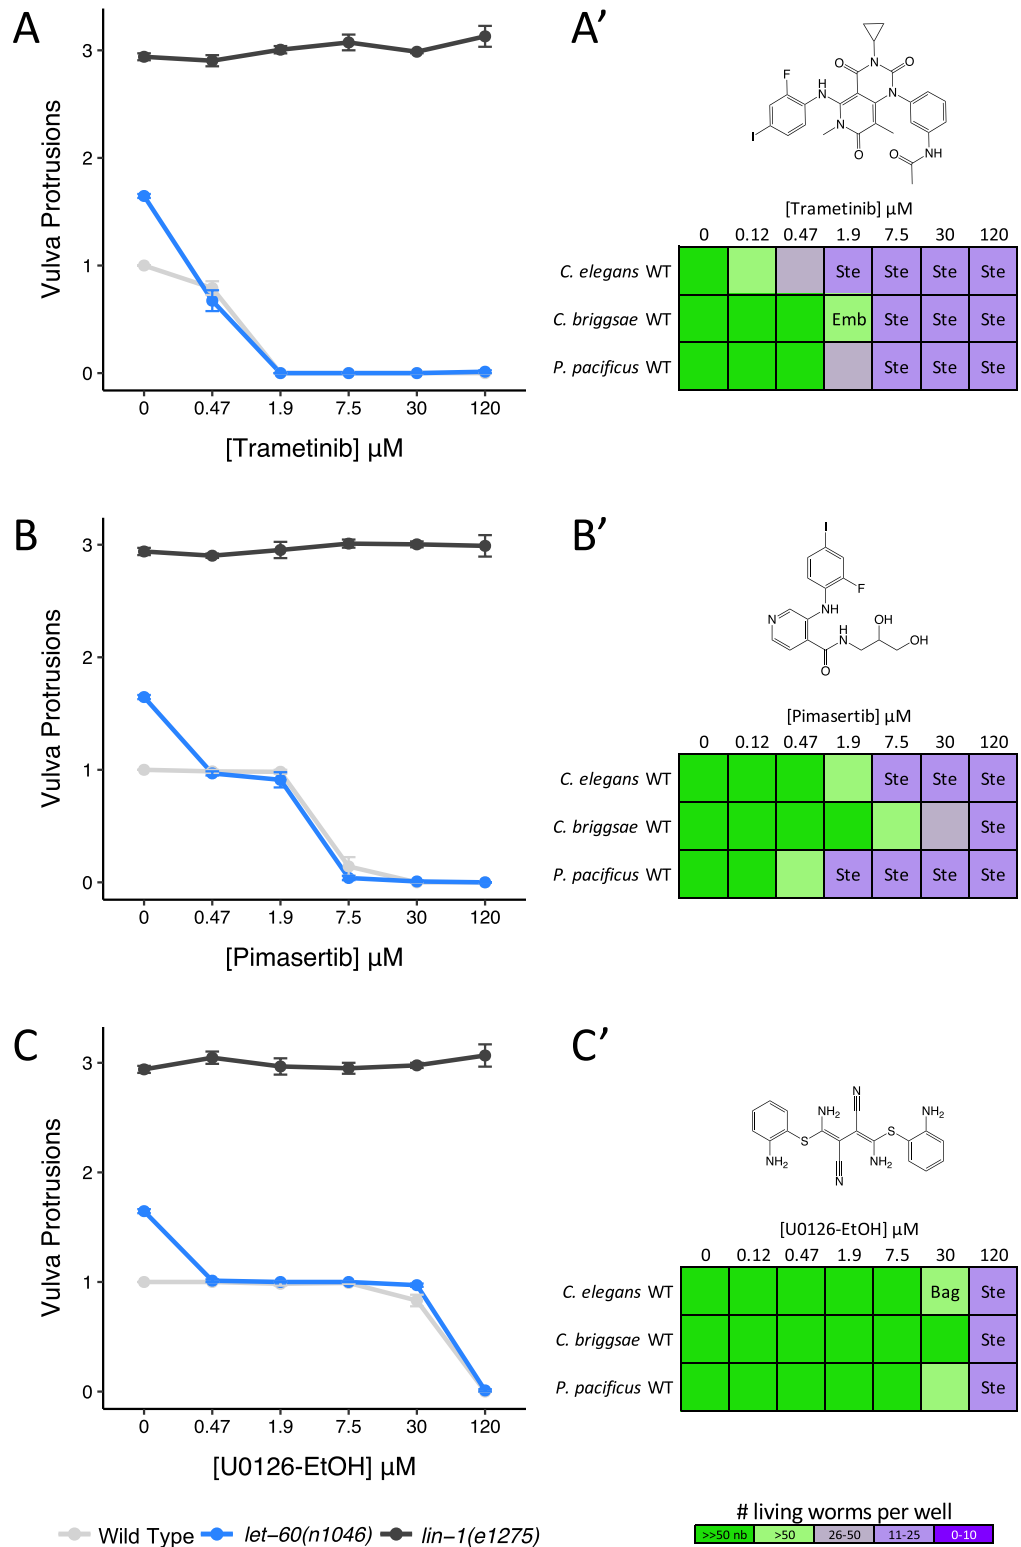 A
Vulva Protrusions
3
2
1
0
0 0.47 1.9 7.5 30 120
[Trametinib] µM
A′
F
H
N
I
O
N
O
N
N
O
O
NH
[Trametinib] µM
0 0.12 0.47 1.9 7.5 30 120
C. elegans WT Ste Ste Ste Ste
C. briggsae WT Emb Ste Ste Ste
P. pacificus WT Ste Ste Ste
B
Vulva Protrusions
3
2
1
0
0 0.47 1.9 7.5 30 120
[Pimasertib] µM
B′
I
F
NH
N
H
N
OH
OH
O
[Pimasertib] µM
0 0.12 0.47 1.9 7.5 30 120
C. elegans WT Ste Ste Ste
C. briggsae WT Ste
P. pacificus WT Ste Ste Ste Ste
C
Vulva Protrusions
3
2
1
0
0 0.47 1.9 7.5 30 120
[U0126-EtOH] µM
C′
N
NH2
NH2
S
S
NH2
NH2
N
[U0126-EtOH] µM
0 0.12 0.47 1.9 7.5 30 120
C. elegans WT Bag Ste
C. briggsae WT Ste
P. pacificus WT Ste
Wild Type let−60(n1046) lin−1(e1275)
# living worms per well
>>50 nb >50 26-50 11-25 0-10